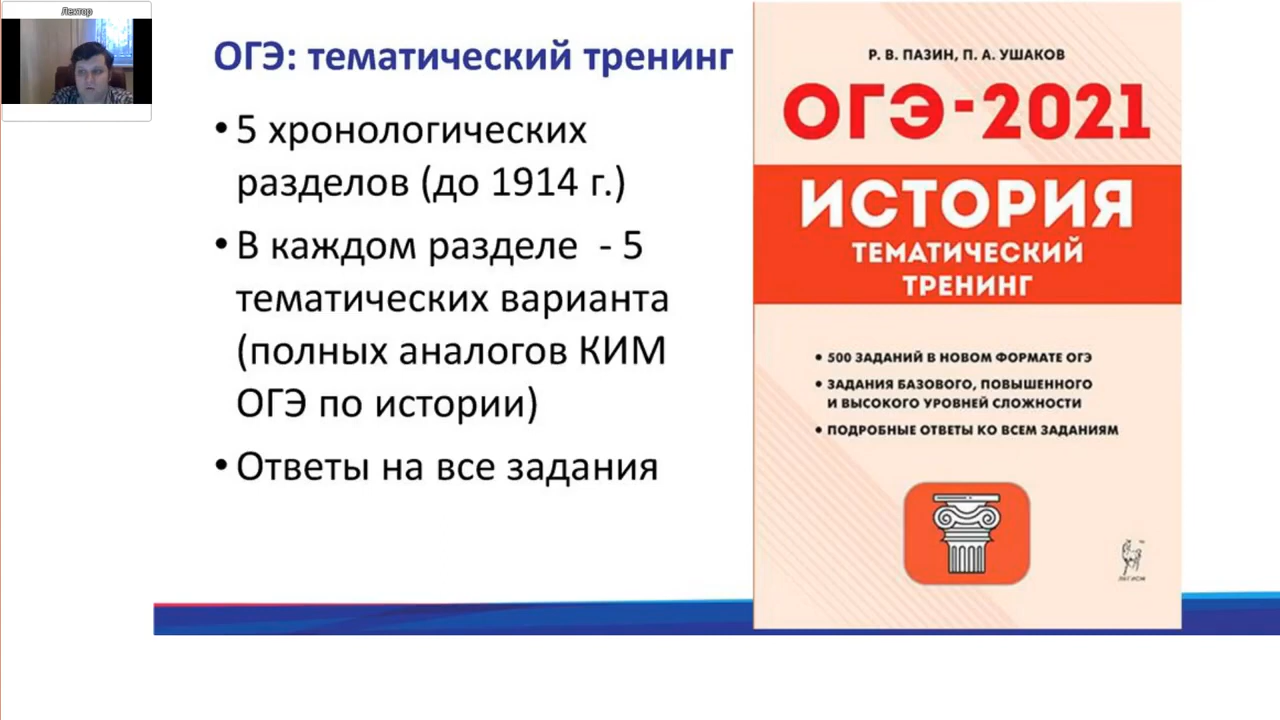 Лектор
ОГЭ: тематический тренинг
• 5 хронологических
разделов (до 1914 г.)
• В каждом разделе - 5
тематических варианта
(полных аналогов КИМ
ОГЭ по истории)
• Ответы на все задания
Р. В. ПАЗИН, П. А. УШАКОВ
ОГЭ-2021
ИСТОРИЯ
ТЕМАТИЧЕСКИЙ
ТРЕНИНГ
• 500 ЗАДАНИЙ В НОВОМ ФОРМАТЕ ОГЭ
• ЗАДАНИЯ БАЗОВОГО, ПОВЫШЕННОГО
И ВЫСОКОГО УРОВНЕЙ СЛОЖНОСТИ
• ПОДРОБНЫЕ ОТВЕТЫ КО ВСЕМ ЗАДАНИЯМ
ЛЕГИОН